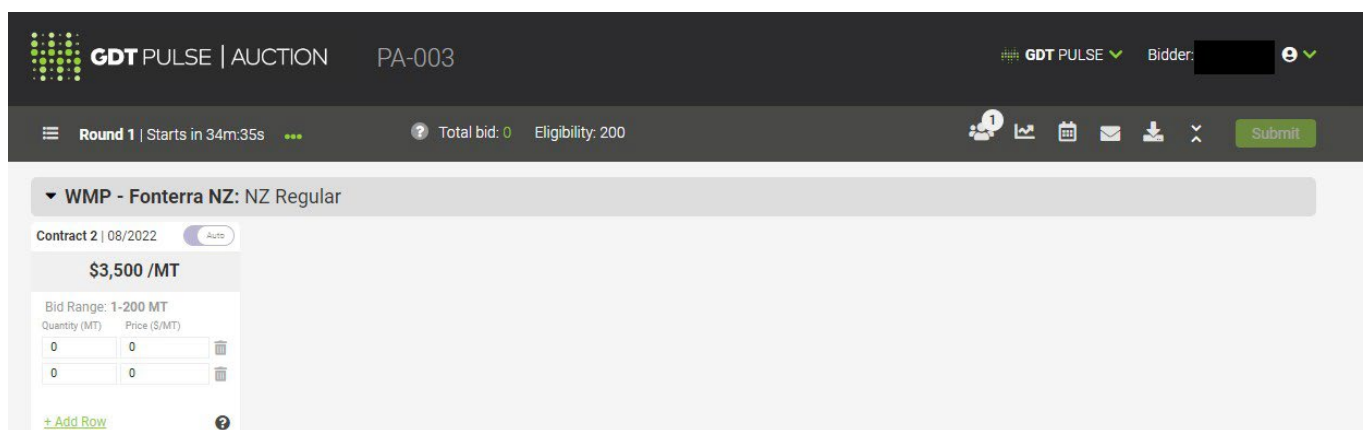 GDT PULSE | AUCTION PA-003 GDT PULSE Bidder:
Round 1 | Starts in 34m:35s ? Total bid: 0 Eligibility: 200 1 Submit
WMP - Fonterra NZ: NZ Regular
Contract 2 | 08/2022 Auto
$3,500 /MT
Bid Range: 1-200 MT
Quantity (MT) Price ($/MT)
0 0
0 0
+ Add Row ?